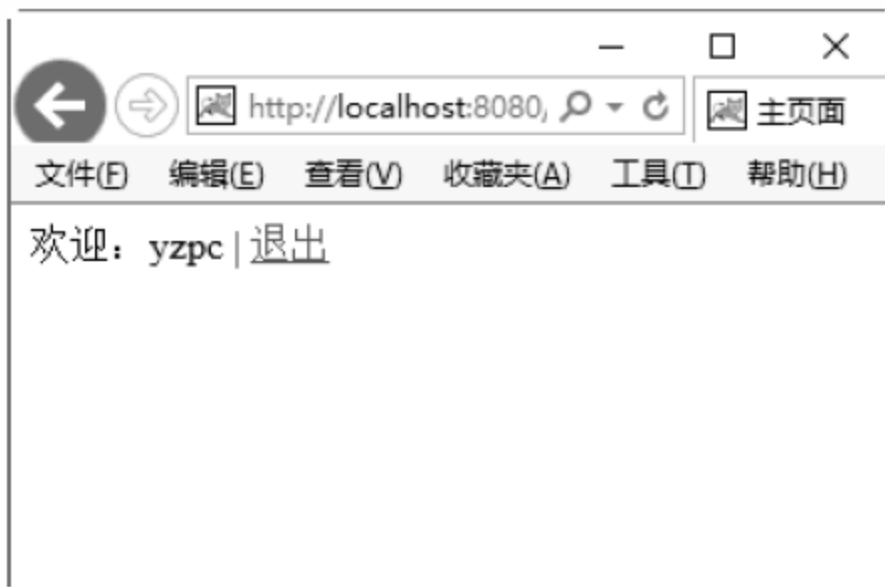 http://localhost:8080/ 主页面
文件(F) 编辑(E) 查看(V) 收藏夹(A) 工具(T) 帮助(H)
欢迎：yzpc | 退出